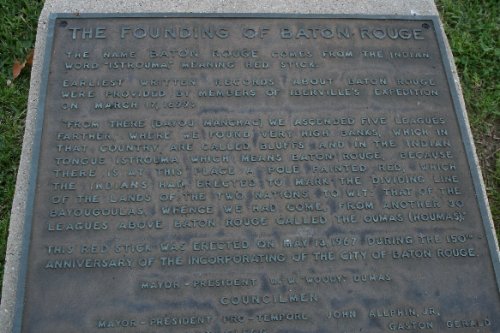 "THE FOUNDING OF BATON ROUGE"
THE NAME BATON ROUGE COMES FROM THE INDIAN
WORD "ISTROUMA," MEANING RED STICK.
EARLIEST WRITTEN RECORDS ABOUT BATON ROUGE
WERE PROVIDED BY MEMBERS OF IBERVILLE'S EXPEDITION
ON MARCH 17, 1699:
"FROM THERE (BAYOU MANCHAC) WE ASCENDED FIVE LEAGUES
FARTHER, WHERE WE FOUND VERY HIGH BANKS, WHICH IN
THAT COUNTRY, ARE CALLED BLUFFS, AND IN THE INDIAN
TONGUE ISTROUMA WHICH MEANS BATON ROUGE, BECAUSE
THERE IS AT THIS PLACE A POLE PAINTED RED, WHICH
THE INDIANS HAD ERECTED TO MARK THE DIVIDING LINE
OF THE LANDS OF THE TWO NATIONS, TO WIT: THAT OF THE
BAYOUGOULAS, WHENCE WE HAD COME, FROM ANOTHER 30
LEAGUES ABOVE BATON ROUGE CALLED THE OUMAS (HOUMAS)."
THIS RED STICK WAS ERECTED ON MAY 13, 1967 DURING THE 150TH
ANNIVERSARY OF THE INCORPORATING OF THE CITY OF BATON ROUGE.
MAYOR - PRESIDENT W. W. "WOODY" DUMAS
COUNCILMEN
MAYOR - PRESIDENT PRO-TEMPORE JOHN ALLPHIN, JR.
GASTON GERALD